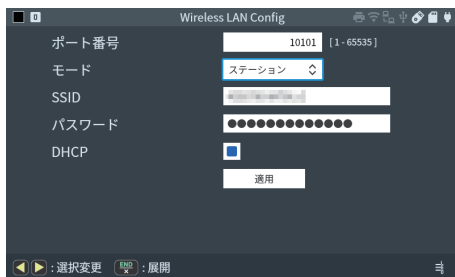 0 Wireless LAN Config
ポート番号 10101 [1-65535]
モード ステーション
SSID
パスワード ●●●●●●●●●●●●●
DHCP
適用
:選択変更 END × :展開